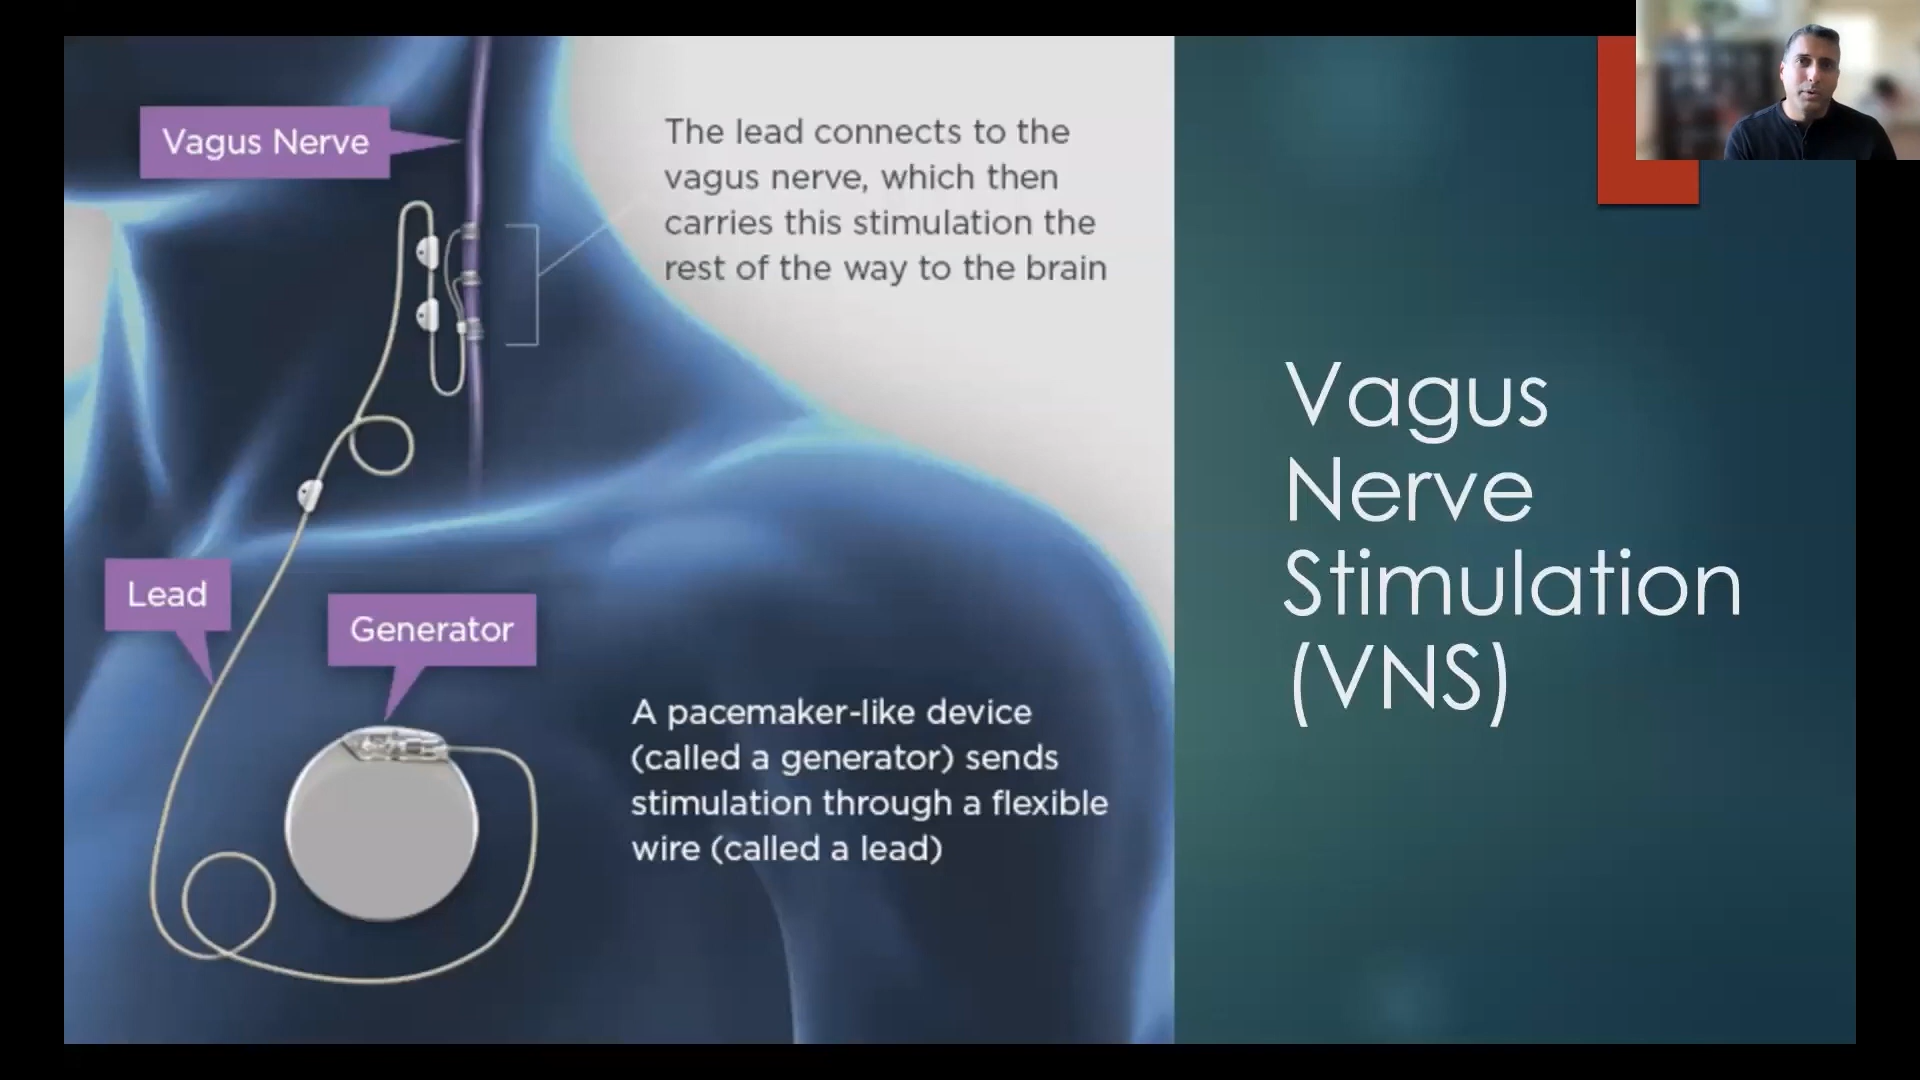 Vagus Nerve
The lead connects to the
vagus nerve, which then
carries this stimulation the
rest of the way to the brain
Lead
Generator
A pacemaker-like device
(called a generator) sends
stimulation through a flexible
wire (called a lead)
Vagus
Nerve
Stimulation
(VNS)